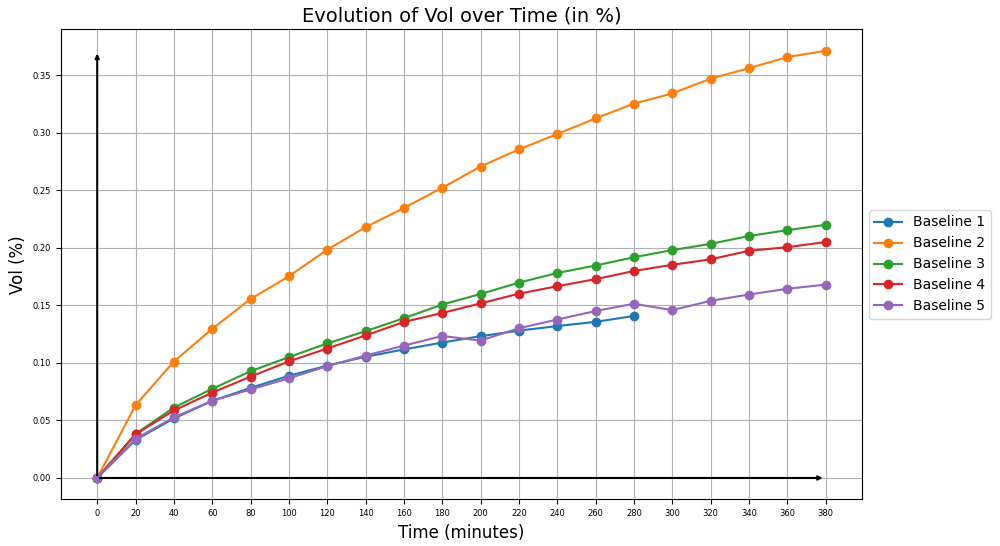 Evolution of Vol over Time (in %)
Vol (%)
0.35
0.30
0.25
0.20
0.15
0.10
0.05
0.00
0 20 40 60 80 100 120 140 160 180 200 220 240 260 280 300 320 340 360 380
Time (minutes)
Baseline 1
Baseline 2
Baseline 3
Baseline 4
Baseline 5